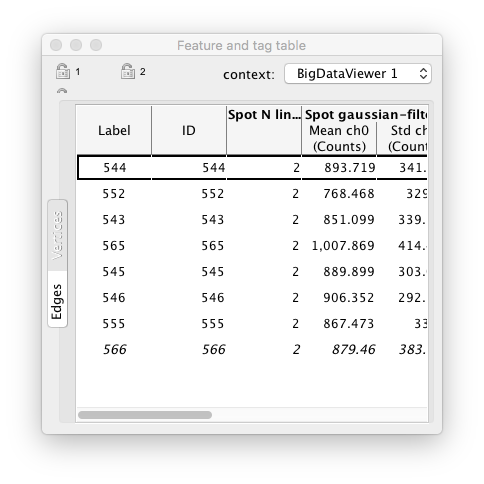 Feature and tag table
1 2 context: BigDataViewer 1
Spot N lin... Spot gaussian-filt
Label ID Mean ch0 Std ch
(Counts) (Count
544 544 2 893.719 341.
552 552 2 768.468 329
543 543 2 851.099 339.
565 565 2 1,007.869 414.
545 545 2 889.899 303.
546 546 2 906.352 292.
555 555 2 867.473 33
566 566 2 879.46 383.
Vertices
Edges